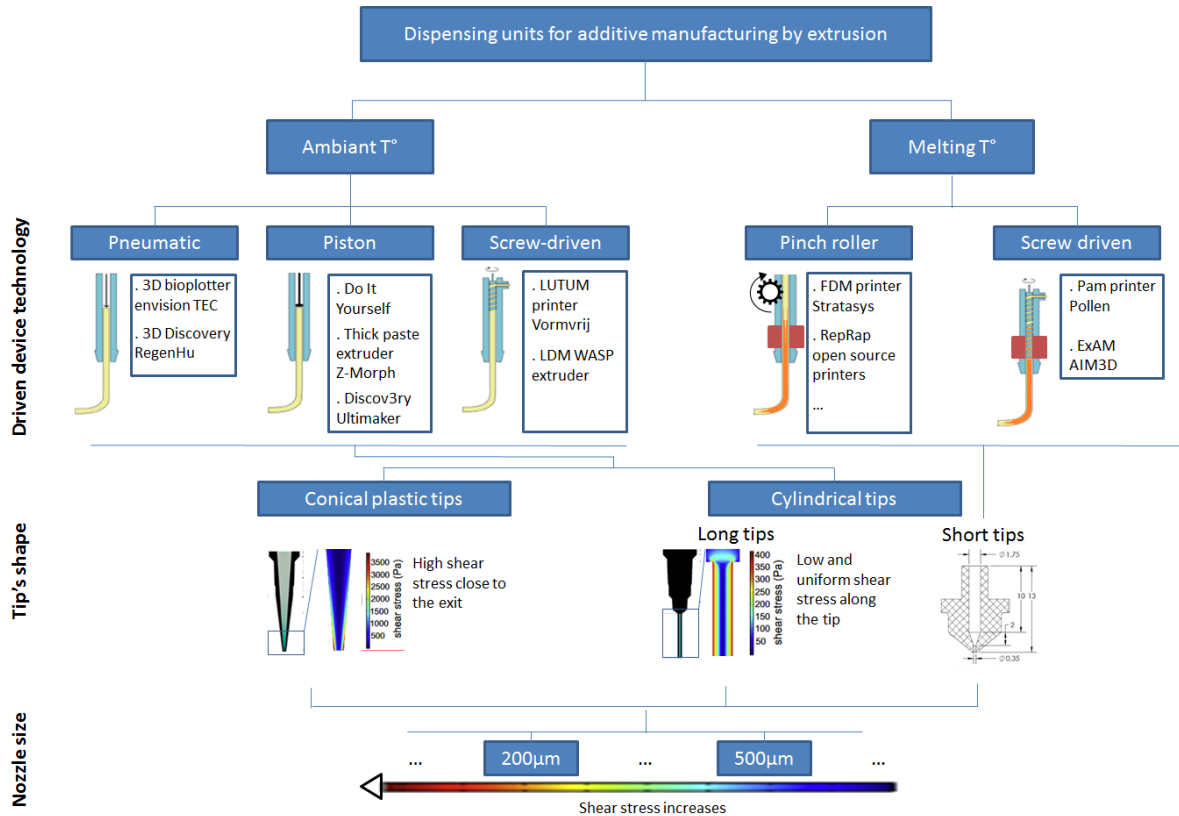 Dispensing units for additive manufacturing by extrusion
Ambiant T°
Melting T°
Driven device technology
Pneumatic
Piston
Screw-driven
Pinch roller
Screw driven
. 3D bioplotter
envision TEC
. 3D Discovery
RegenHu
. Do It
Yourself
. Thick paste
extruder
Z-Morph
. Discov3ry
Ultimaker
. LUTUM
printer
Vormvrij
. LDM WASP
extruder
. FDM printer
Stratasys
. RepRap
open source
printers
...
. Pam printer
Pollen
. ExAM
AIM3D
Tip's shape
Conical plastic tips
Cylindrical tips
Long tips
Short tips
3500
3000
2500
2000
1500
1000
500
shear stress (Pa)
High shear
stress close to
the exit
400
350
300
250
200
150
100
50
shear stress (Pa)
Low and
uniform shear
stress along
the tip
Ø1,75
10
13
2
Ø0,35
Nozzle size
...
200µm
...
500µm
...
Shear stress increases